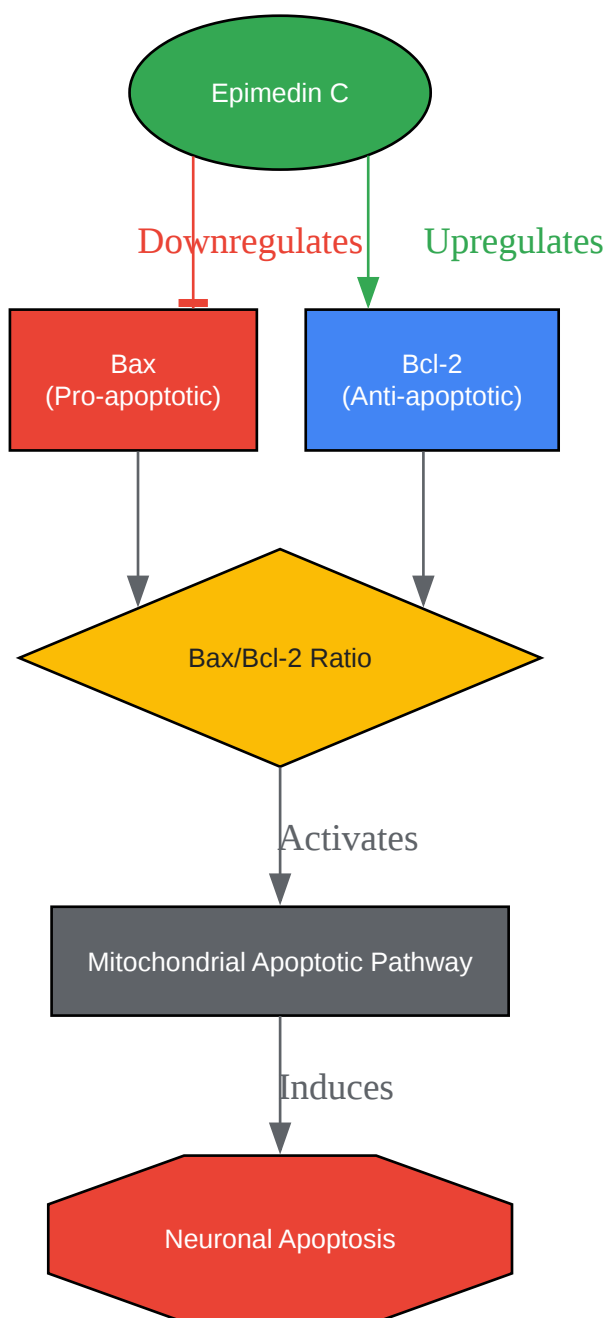 Epimedin C
Downregulates
Upregulates
Bax
(Pro-apoptotic)
Bcl-2
(Anti-apoptotic)
Bax/Bcl-2 Ratio
Activates
Mitochondrial Apoptotic Pathway
Induces
Neuronal Apoptosis